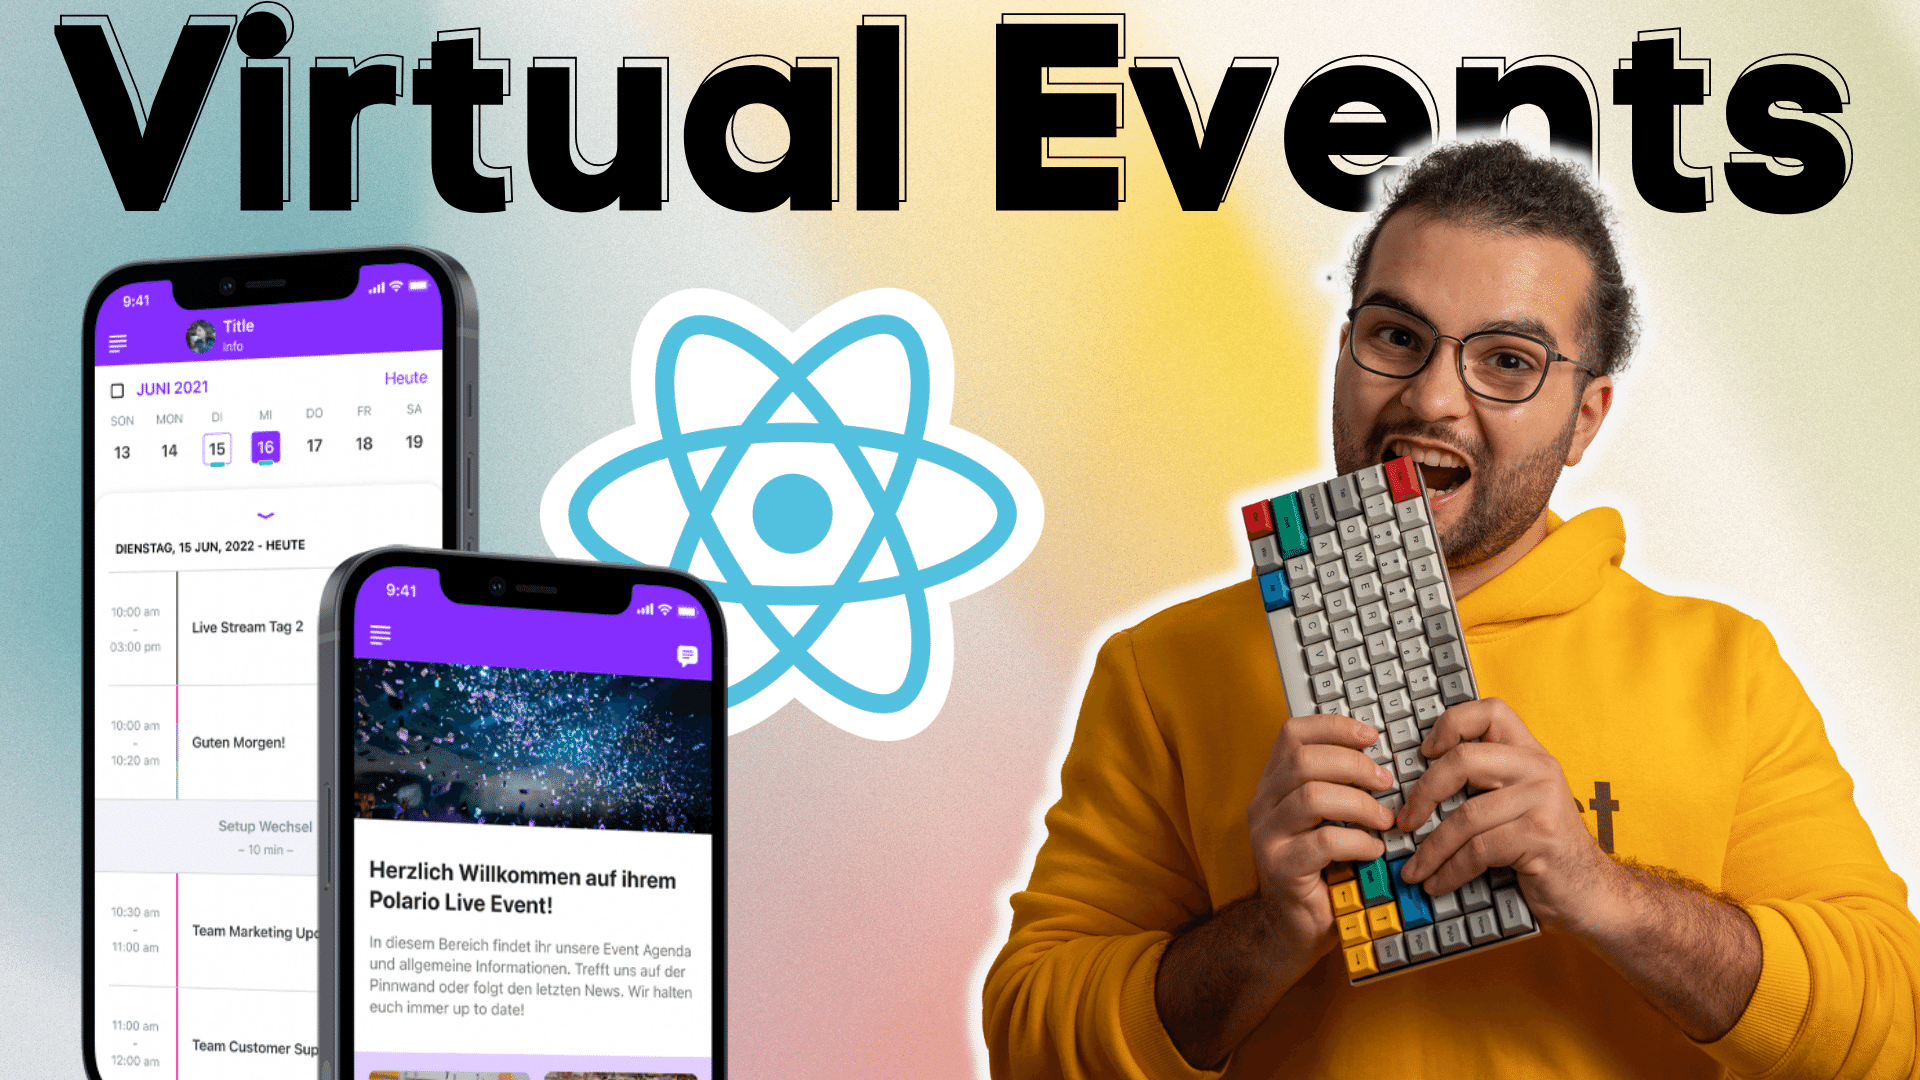 Virtual Events
9:41
Title
Info
JUNI 2021
Heute
SON MON DI MI DO FR SA
13 14 15 16 17 18 19
DIENSTAG, 15 JUN, 2022 - HEUTE
10:00 am
-
03:00 pm
Live Stream Tag 2
10:00 am
-
10:20 am
Guten Morgen!
Setup Wechsel
– 10 min –
10:30 am
-
11:00 am
Team Marketing Upd
11:00 am
-
12:00 am
Team Customer Sup
9:41
Herzlich Willkommen auf ihrem
Polario Live Event!
In diesem Bereich findet ihr unsere Event Agenda
und allgemeine Informationen. Trefft uns auf der
Pinnwand oder folgt den letzten News. Wir halten
euch immer up to date!